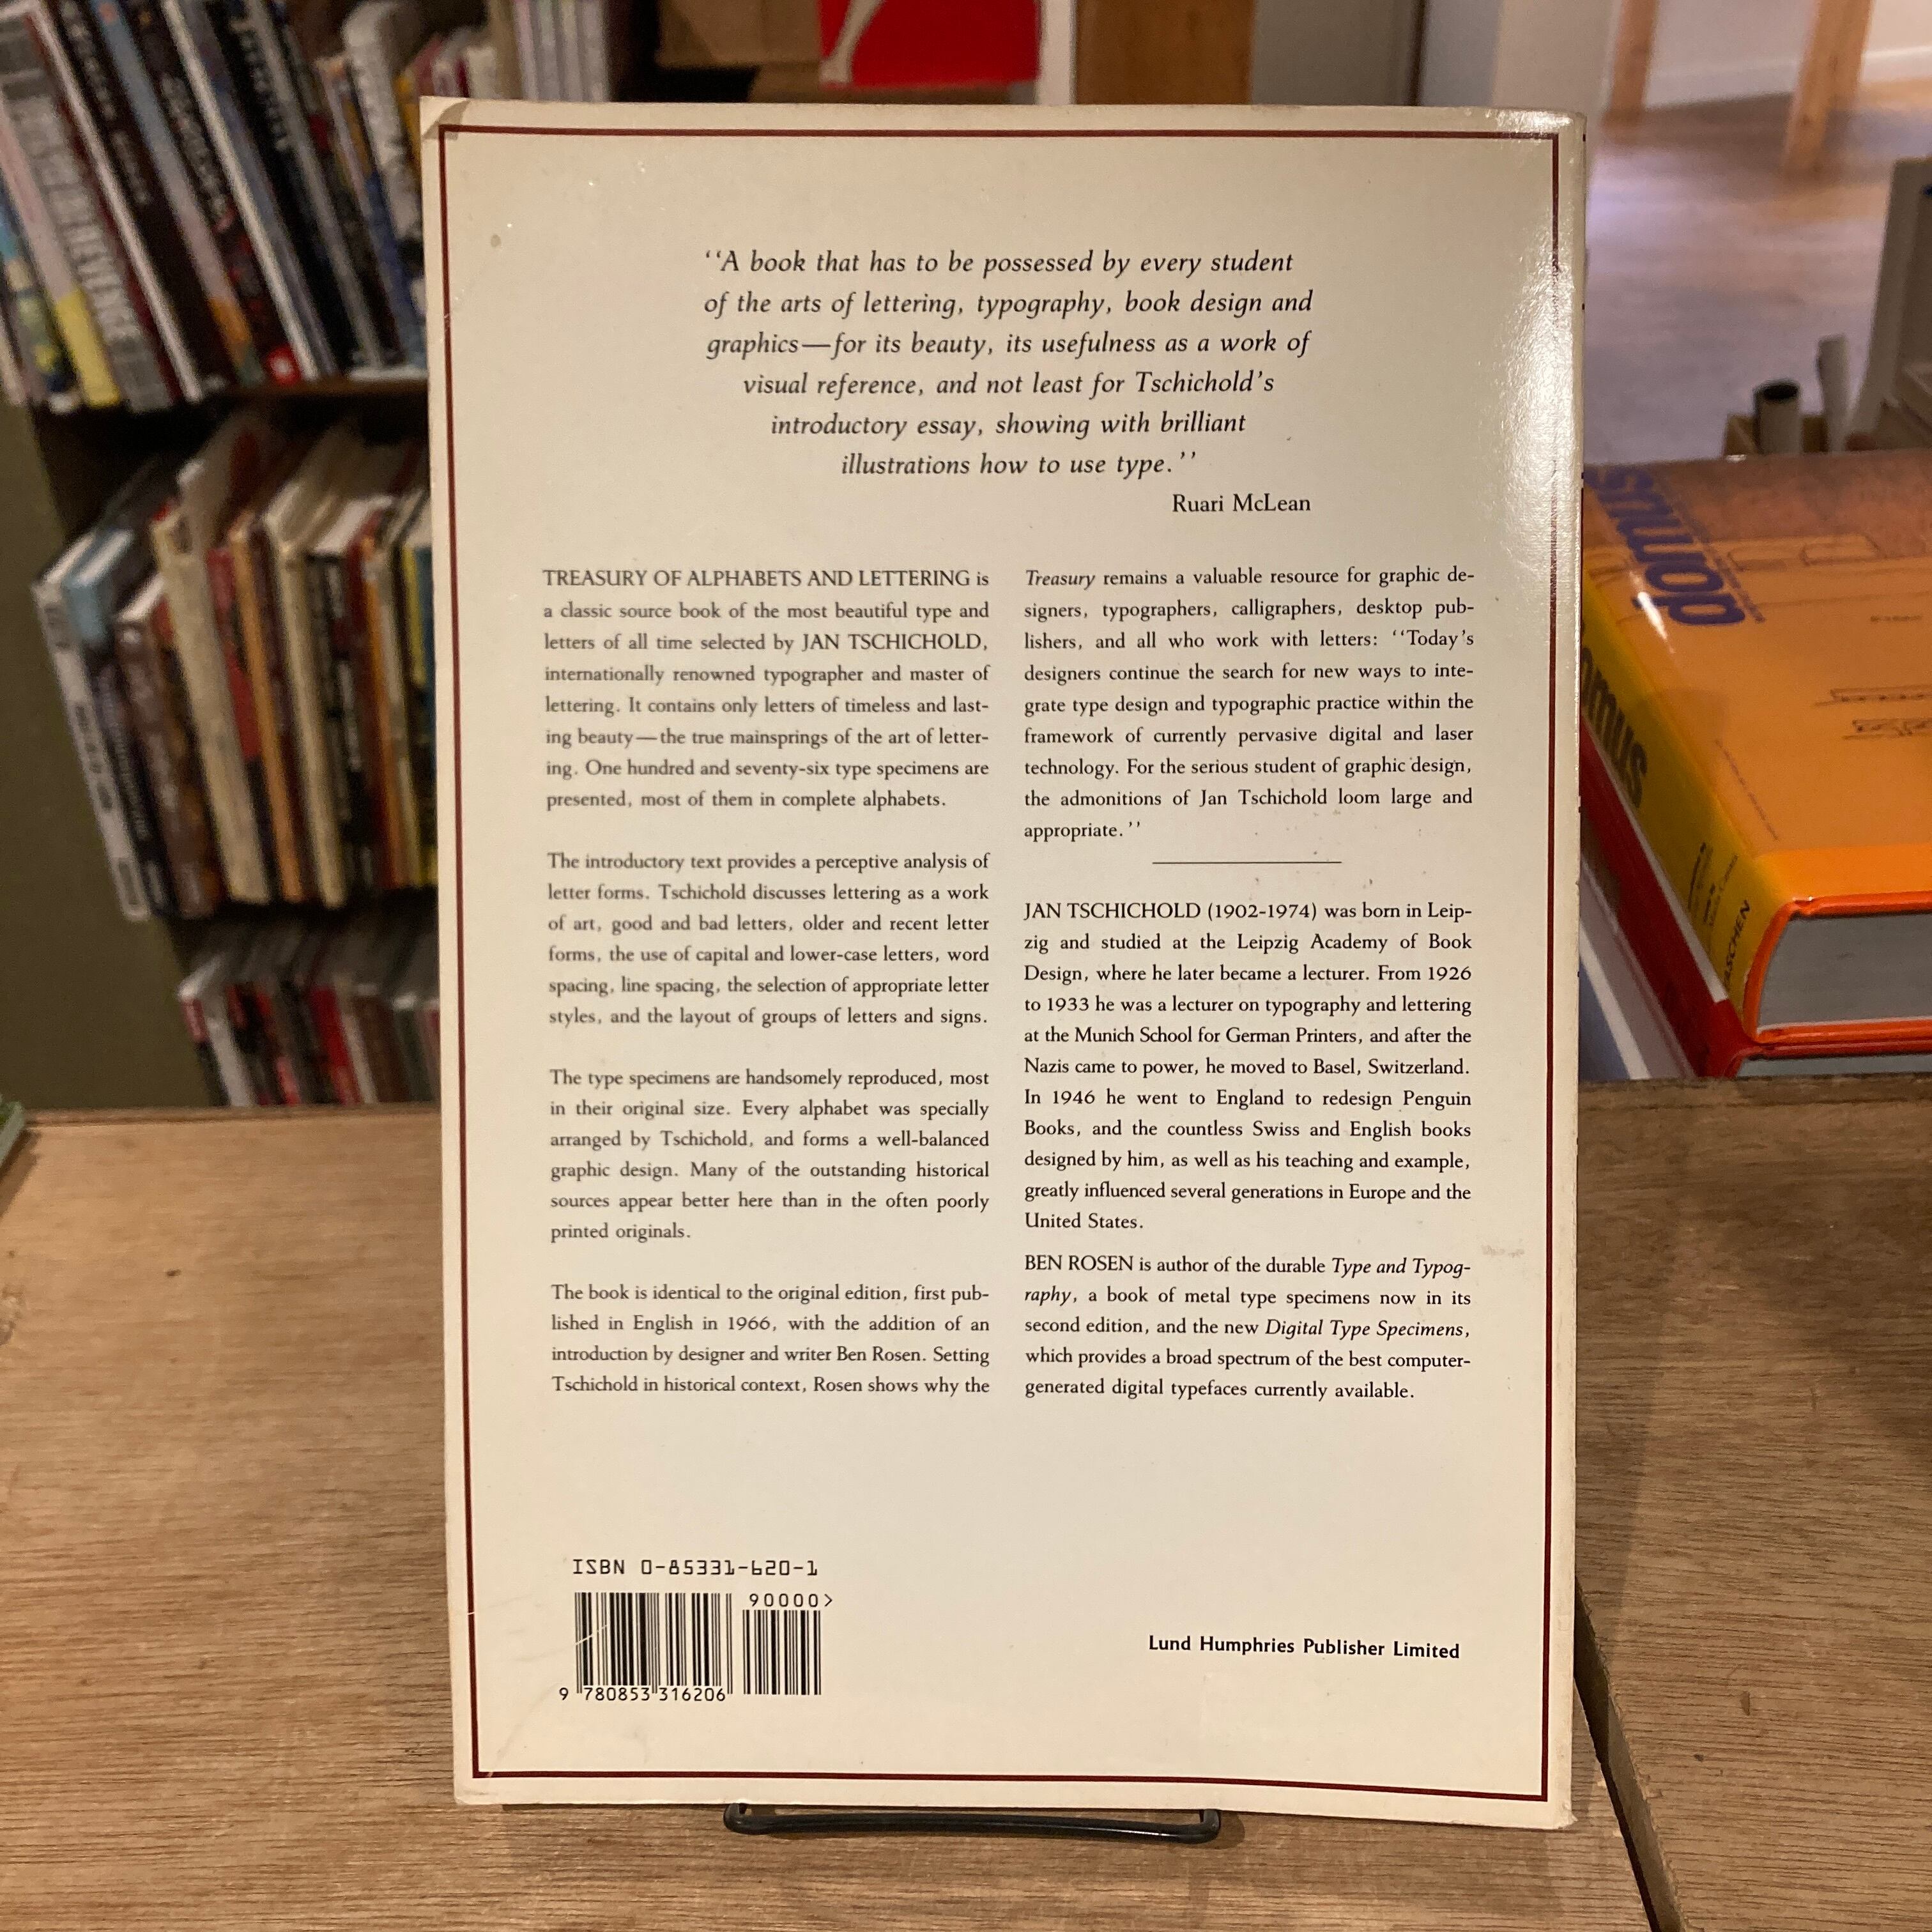 ‘‘A book that has to be possessed by every student
of the arts of lettering, typography, book design and
graphics—for its beauty, its usefulness as a work of
visual reference, and not least for Tschichold’s
introductory essay, showing with brilliant
illustrations how to use type.’’
Ruari McLean
TREASURY OF ALPHABETS AND LETTERING is
a classic source book of the most beautiful type and
letters of all time selected by JAN TSCHICHOLD,
internationally renowned typographer and master of
lettering. It contains only letters of timeless and last-
ing beauty—the true mainsprings of the art of letter-
ing. One hundred and seventy-six type specimens are
presented, most of them in complete alphabets.
The introductory text provides a perceptive analysis of
letter forms. Tschichold discusses lettering as a work
of art, good and bad letters, older and recent letter
forms, the use of capital and lower-case letters, word
spacing, line spacing, the selection of appropriate letter
styles, and the layout of groups of letters and signs.
The type specimens are handsomely reproduced, most
in their original size. Every alphabet was specially
arranged by Tschichold, and forms a well-balanced
graphic design. Many of the outstanding historical
sources appear better here than in the often poorly
printed originals.
The book is identical to the original edition, first pub-
lished in English in 1966, with the addition of an
introduction by designer and writer Ben Rosen. Setting
Tschichold in historical context, Rosen shows why the
Treasury remains a valuable resource for graphic de-
signers, typographers, calligraphers, desktop pub-
lishers, and all who work with letters: ‘‘Today’s
designers continue the search for new ways to inte-
grate type design and typographic practice within the
framework of currently pervasive digital and laser
technology. For the serious student of graphic design,
the admonitions of Jan Tschichold loom large and
appropriate.’’
JAN TSCHICHOLD (1902-1974) was born in Leip-
zig and studied at the Leipzig Academy of Book
Design, where he later became a lecturer. From 1926
to 1933 he was a lecturer on typography and lettering
at the Munich School for German Printers, and after the
Nazis came to power, he moved to Basel, Switzerland.
In 1946 he went to England to redesign Penguin
Books, and the countless Swiss and English books
designed by him, as well as his teaching and example,
greatly influenced several generations in Europe and the
United States.
BEN ROSEN is author of the durable Type and Typog-
raphy, a book of metal type specimens now in its
second edition, and the new Digital Type Specimens,
which provides a broad spectrum of the best computer-
generated digital typefaces currently available.
ISBN 0-85331-620-1
90000>
9 780853 316206
Lund Humphries Publisher Limited
domus
omus
TASCHEN
REVENGE